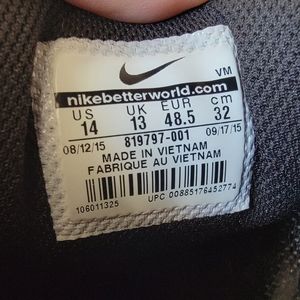 VM
nikebetterworld.com
US UK EUR cm
14 13 48.5 32
08/12/15 819797-001 09/17/15
MADE IN VIETNAM
FABRIQUE AU VIETNAM
106011325 UPC 00885176452774